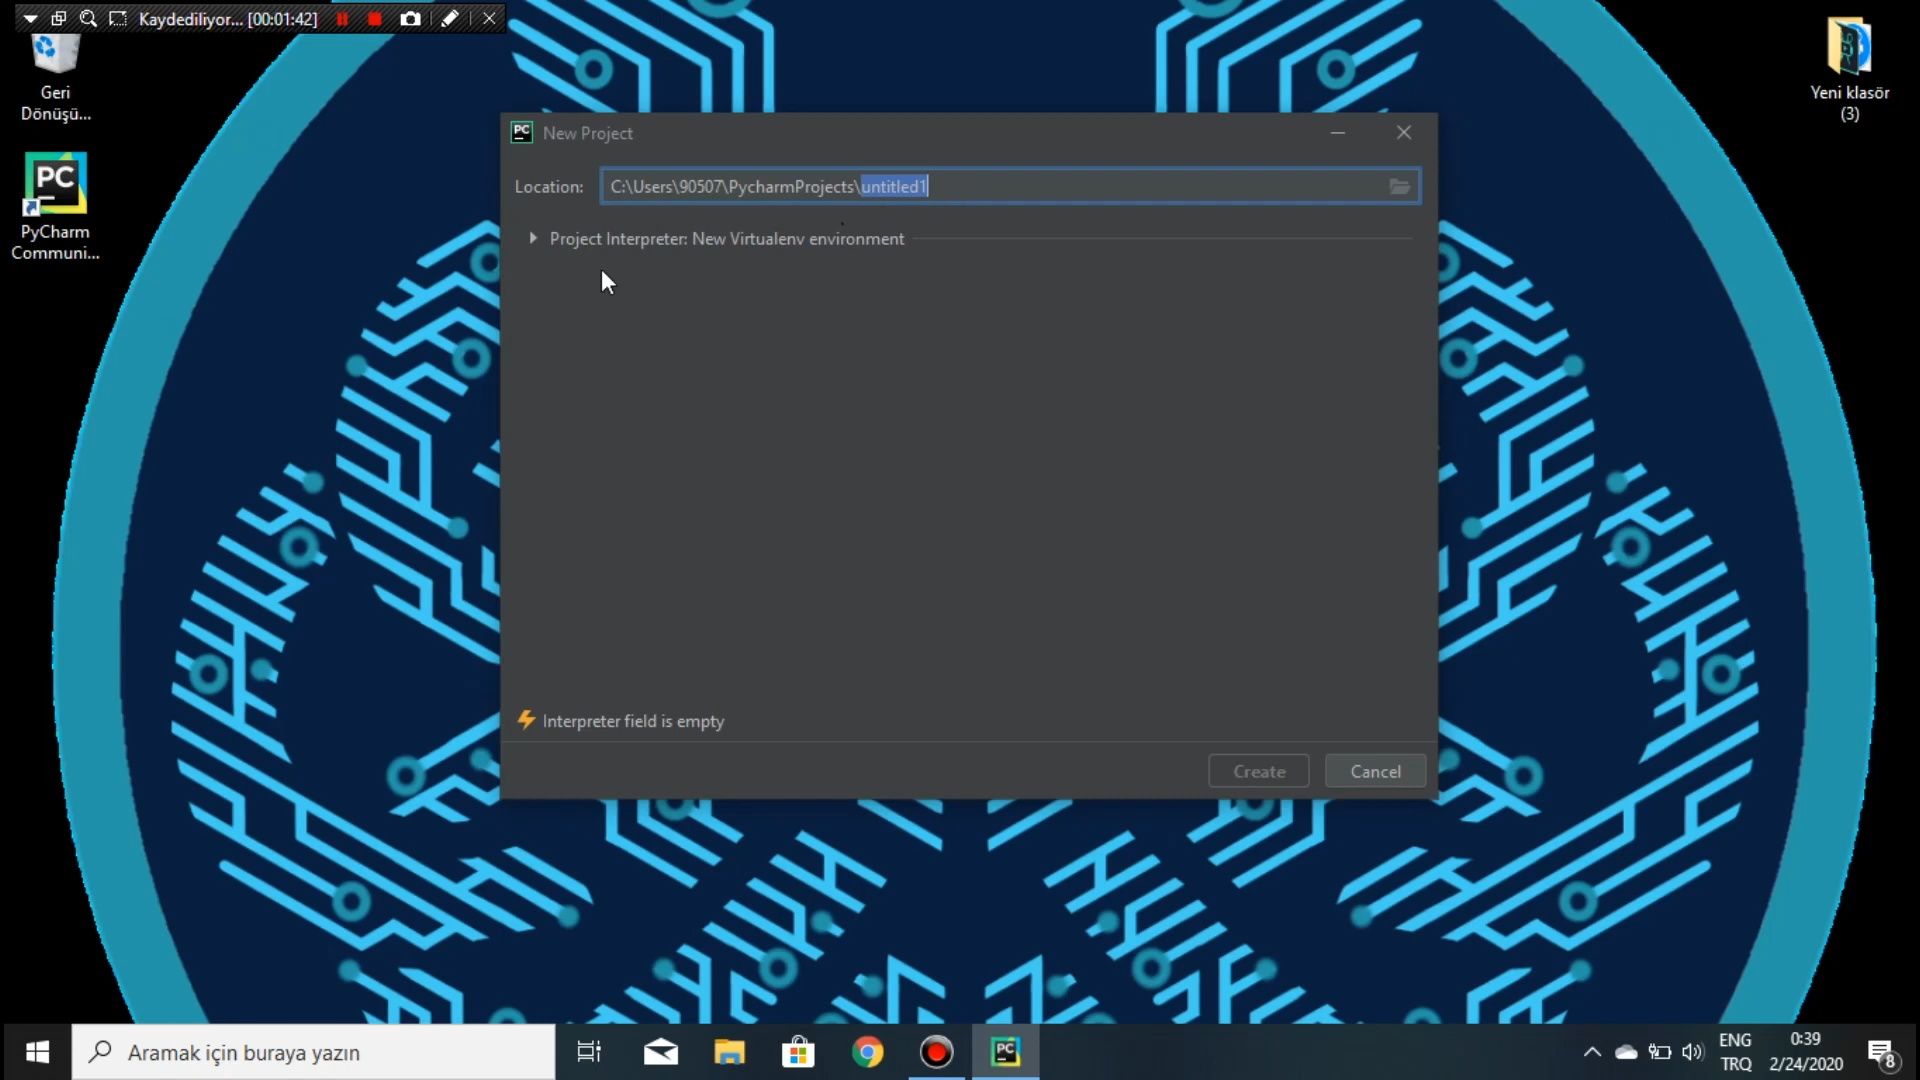 Kaydediliyor... [00:01:42]
Geri
Dönüşü...
PC
PyCharm
Communi...
Yeni klasör
(3)
PC New Project
Location: C:\Users\90507\PycharmProjects\untitled1
Project Interpreter: New Virtualenv environment
Interpreter field is empty
Create Cancel
Aramak için buraya yazın
PC
ENG 0:39
TRQ 2/24/2020
8